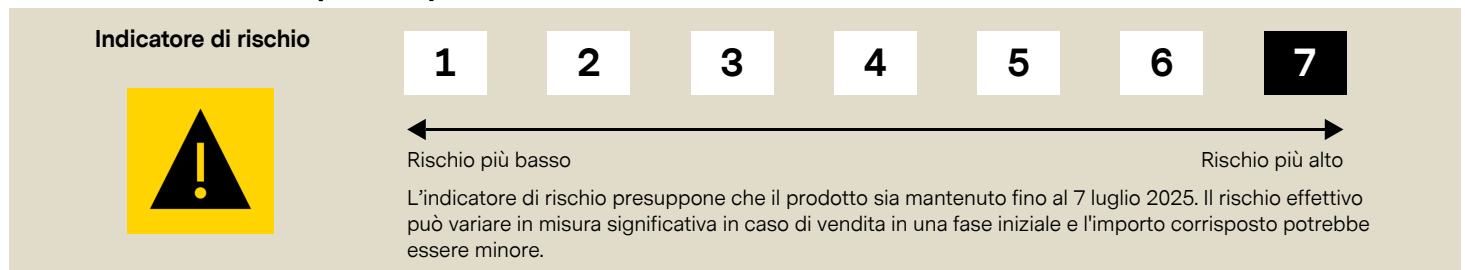 Indicatore di rischio
1 2 3 4 5 6 7
Rischio più basso Rischio più alto
L'indicatore di rischio presuppone che il prodotto sia mantenuto fino al 7 luglio 2025. Il rischio effettivo
può variare in misura significativa in caso di vendita in una fase iniziale e l'importo corrisposto potrebbe
essere minore.